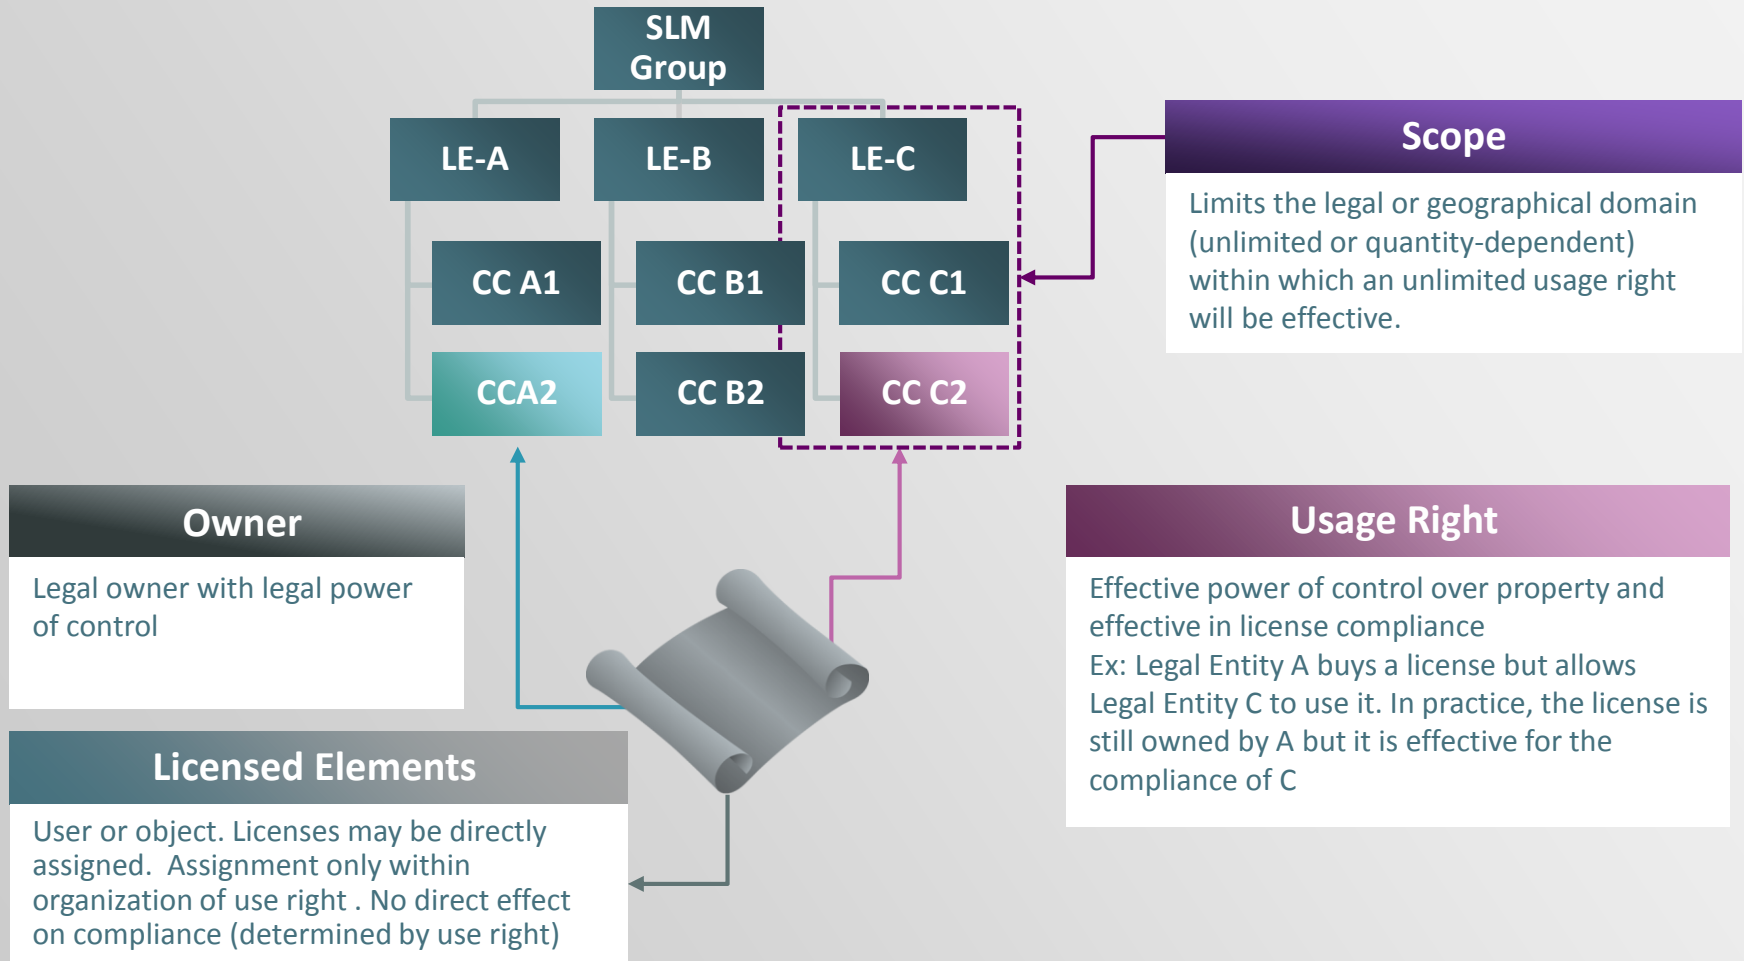 SLM
Group
LE-A
LE-B
LE-C
CC A1
CC B1
CC C1
CCA2
CC B2
CC C2
Scope
Limits the legal or geographical domain
(unlimited or quantity-dependent)
within which an unlimited usage right
will be effective.
Owner
Legal owner with legal power
of control
Usage Right
Effective power of control over property and
effective in license compliance
Ex: Legal Entity A buys a license but allows
Legal Entity C to use it. In practice, the license is
still owned by A but it is effective for the
compliance of C
Licensed Elements
User or object. Licenses may be directly
assigned.  Assignment only within
organization of use right . No direct effect
on compliance (determined by use right)